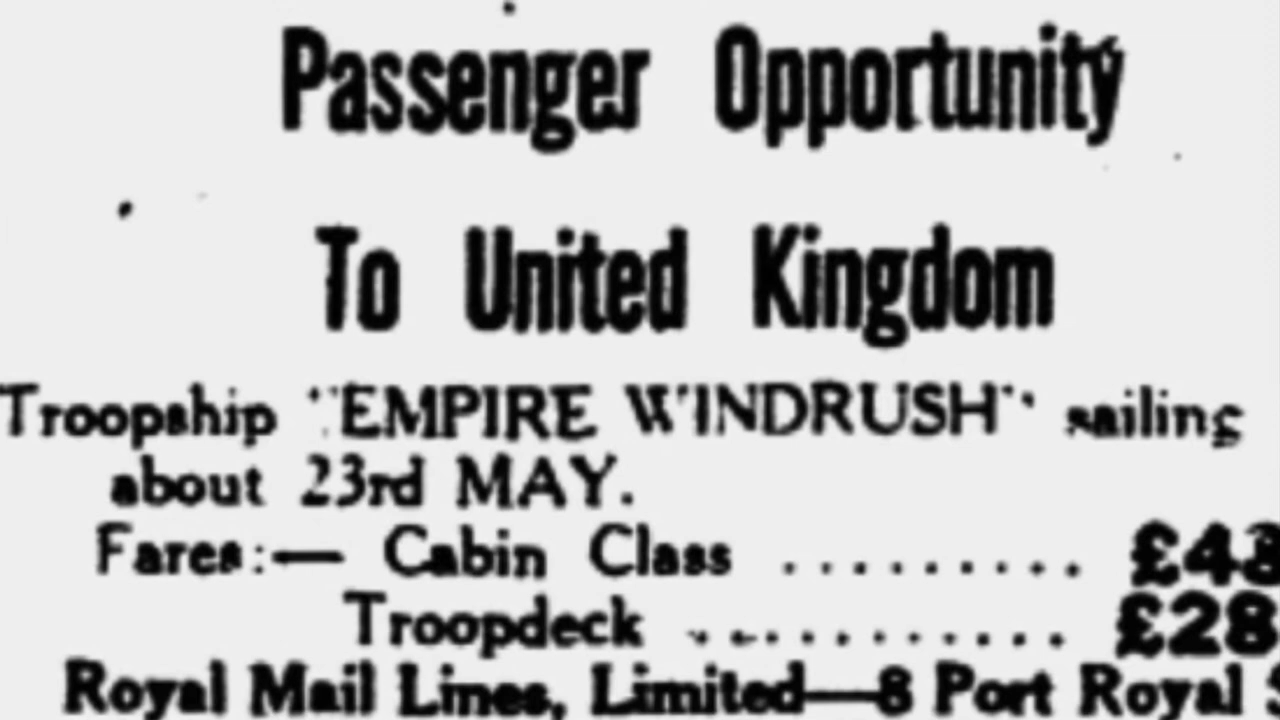 Passenger Opportunity
To United Kingdom
Troopship "EMPIRE WINDRUSH" sailing
about 23rd MAY.
Fares:— Cabin Class ......... £48
Troopdeck ............ £28
Royal Mail Lines, Limited—8 Port Royal S